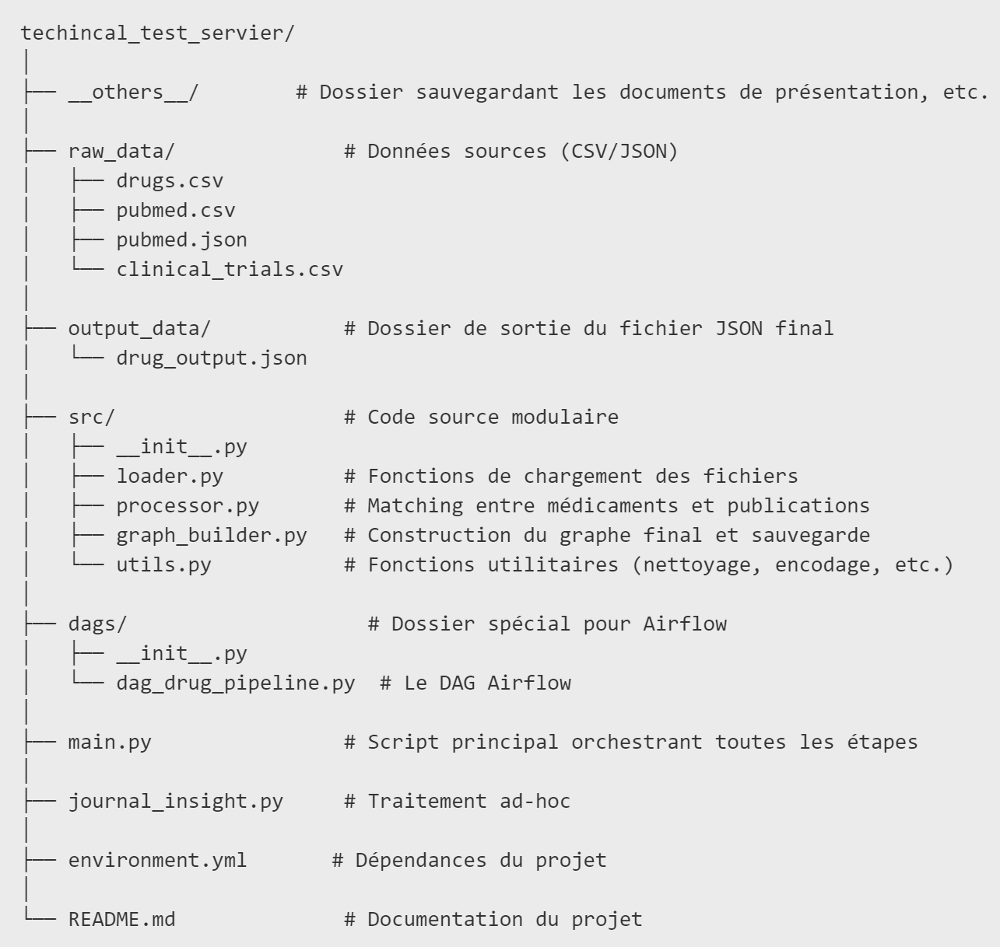 techincal_test_servier/
│
├── __others__/        # Dossier sauvegardant les documents de présentation, etc.
│
├── raw_data/              # Données sources (CSV/JSON)
│   ├── drugs.csv
│   ├── pubmed.csv
│   ├── pubmed.json
│   └── clinical_trials.csv
│
├── output_data/           # Dossier de sortie du fichier JSON final
│   └── drug_output.json
│
├── src/                   # Code source modulaire
│   ├── __init__.py
│   ├── loader.py          # Fonctions de chargement des fichiers
│   ├── processor.py       # Matching entre médicaments et publications
│   ├── graph_builder.py   # Construction du graphe final et sauvegarde
│   └── utils.py           # Fonctions utilitaires (nettoyage, encodage, etc.)
│
├── dags/                    # Dossier spécial pour Airflow
│   ├── __init__.py
│   └── dag_drug_pipeline.py  # Le DAG Airflow
│
├── main.py                # Script principal orchestrant toutes les étapes
│
├── journal_insight.py     # Traitement ad-hoc
│
├── environment.yml       # Dépendances du projet
│
└── README.md              # Documentation du projet